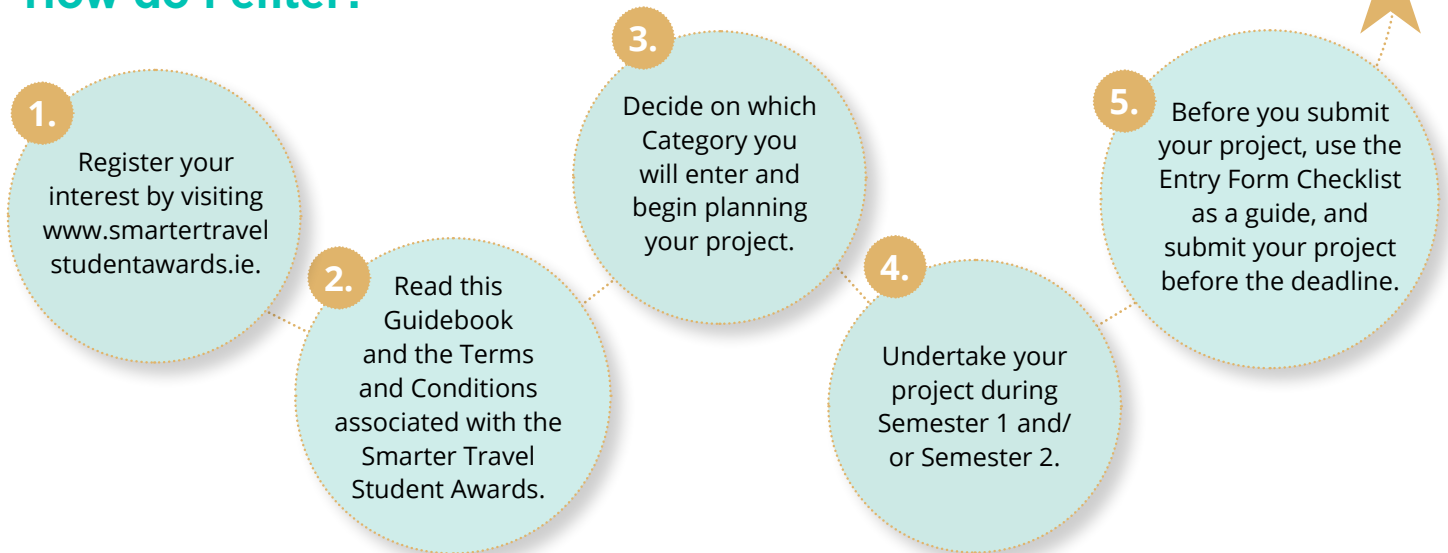 How do I enter?
1.
Register your
interest by visiting
www.smartertravel
studentawards.ie.
2.
Read this
Guidebook
and the Terms
and Conditions
associated with the
Smarter Travel
Student Awards.
3.
Decide on which
Category you
will enter and
begin planning
your project.
4.
Undertake your
project during
Semester 1 and/
or Semester 2.
5.
Before you submit
your project, use the
Entry Form Checklist
as a guide, and
submit your project
before the deadline.